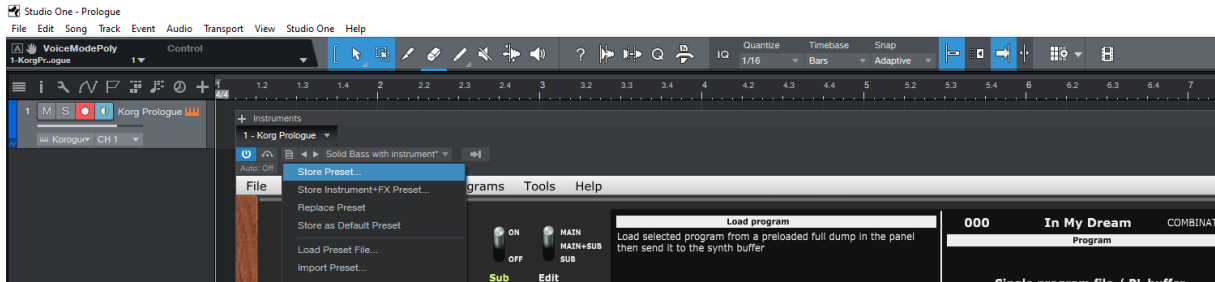 Studio One - Prologue
File Edit Song Track Event Audio Transport View Studio One Help
VoiceModePoly Control
1-KorgPr..ogue 1
IQ
Quantize Timebase Snap
1/16 Bars Adaptive
1 1.2 1.3 1.4 2 2.2 2.3 2.4 3 3.2 3.3 3.4 4 4.2 4.3 4.4 5 5.2 5.3 5.4 6 6.2 6.3 6.4 7
4/4
1 M S Korg Prologue
Korogur CH 1
+ Instruments
1 - Korg Prologue
Solid Bass with instrument*
Auto: Off
Store Preset...
Store Instrument+FX Preset...
Replace Preset
Store as Default Preset
Load Preset File...
Import Preset...
File grams Tools Help
ON
OFF
Sub
MAIN
MAIN+SUB
SUB
Edit
Load program
Load selected program from a preloaded full dump in the panel
then send it to the synth buffer
000 In My Dream COMBINAT
Program